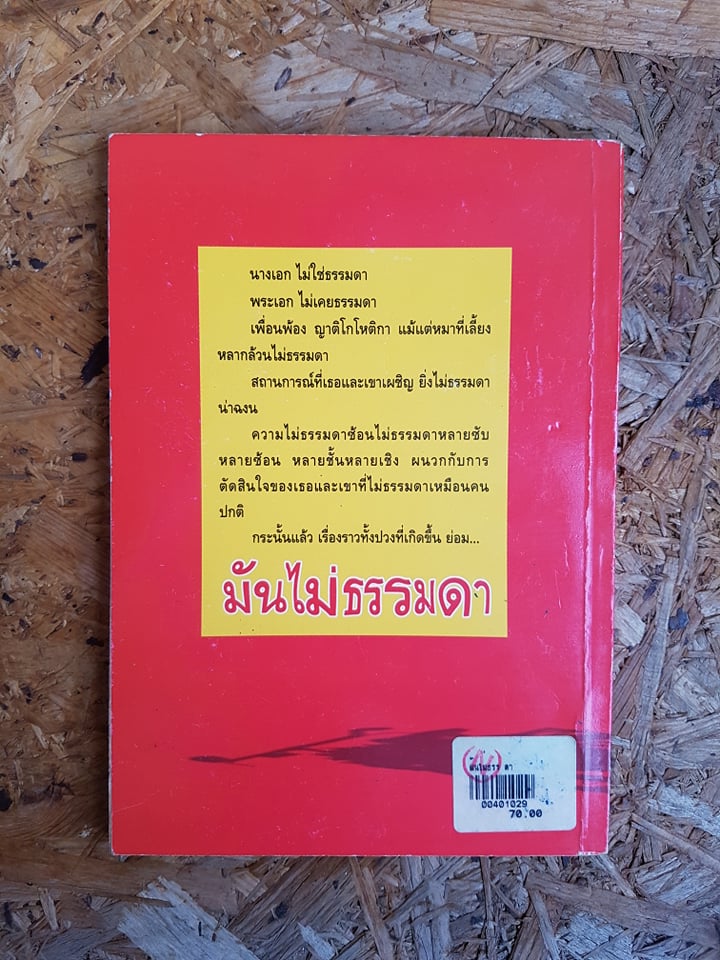 นางเอก ไม่ใช่ธรรมดา
พระเอก ไม่เคยธรรมดา
เพื่อนพ้อง ญาติโกโหติกา แม้แต่หมาที่เลี้ยง
หลากล้วนไม่ธรรมดา
สถานการณ์ที่เธอและเขาเผชิญ ยิ่งไม่ธรรมดา
น่าฉงน
ความไม่ธรรมดาซ้อนไม่ธรรมดาหลายซับ
หลายซ้อน หลายชั้นหลายเชิง ผนวกกับการ
ตัดสินใจของเธอและเขาที่ไม่ธรรมดาเหมือนคน
ปกติ
กระนั้นแล้ว เรื่องราวทั้งปวงที่เกิดขึ้น ย่อม...
มันไม่ธรรมดา
00401029
70.00